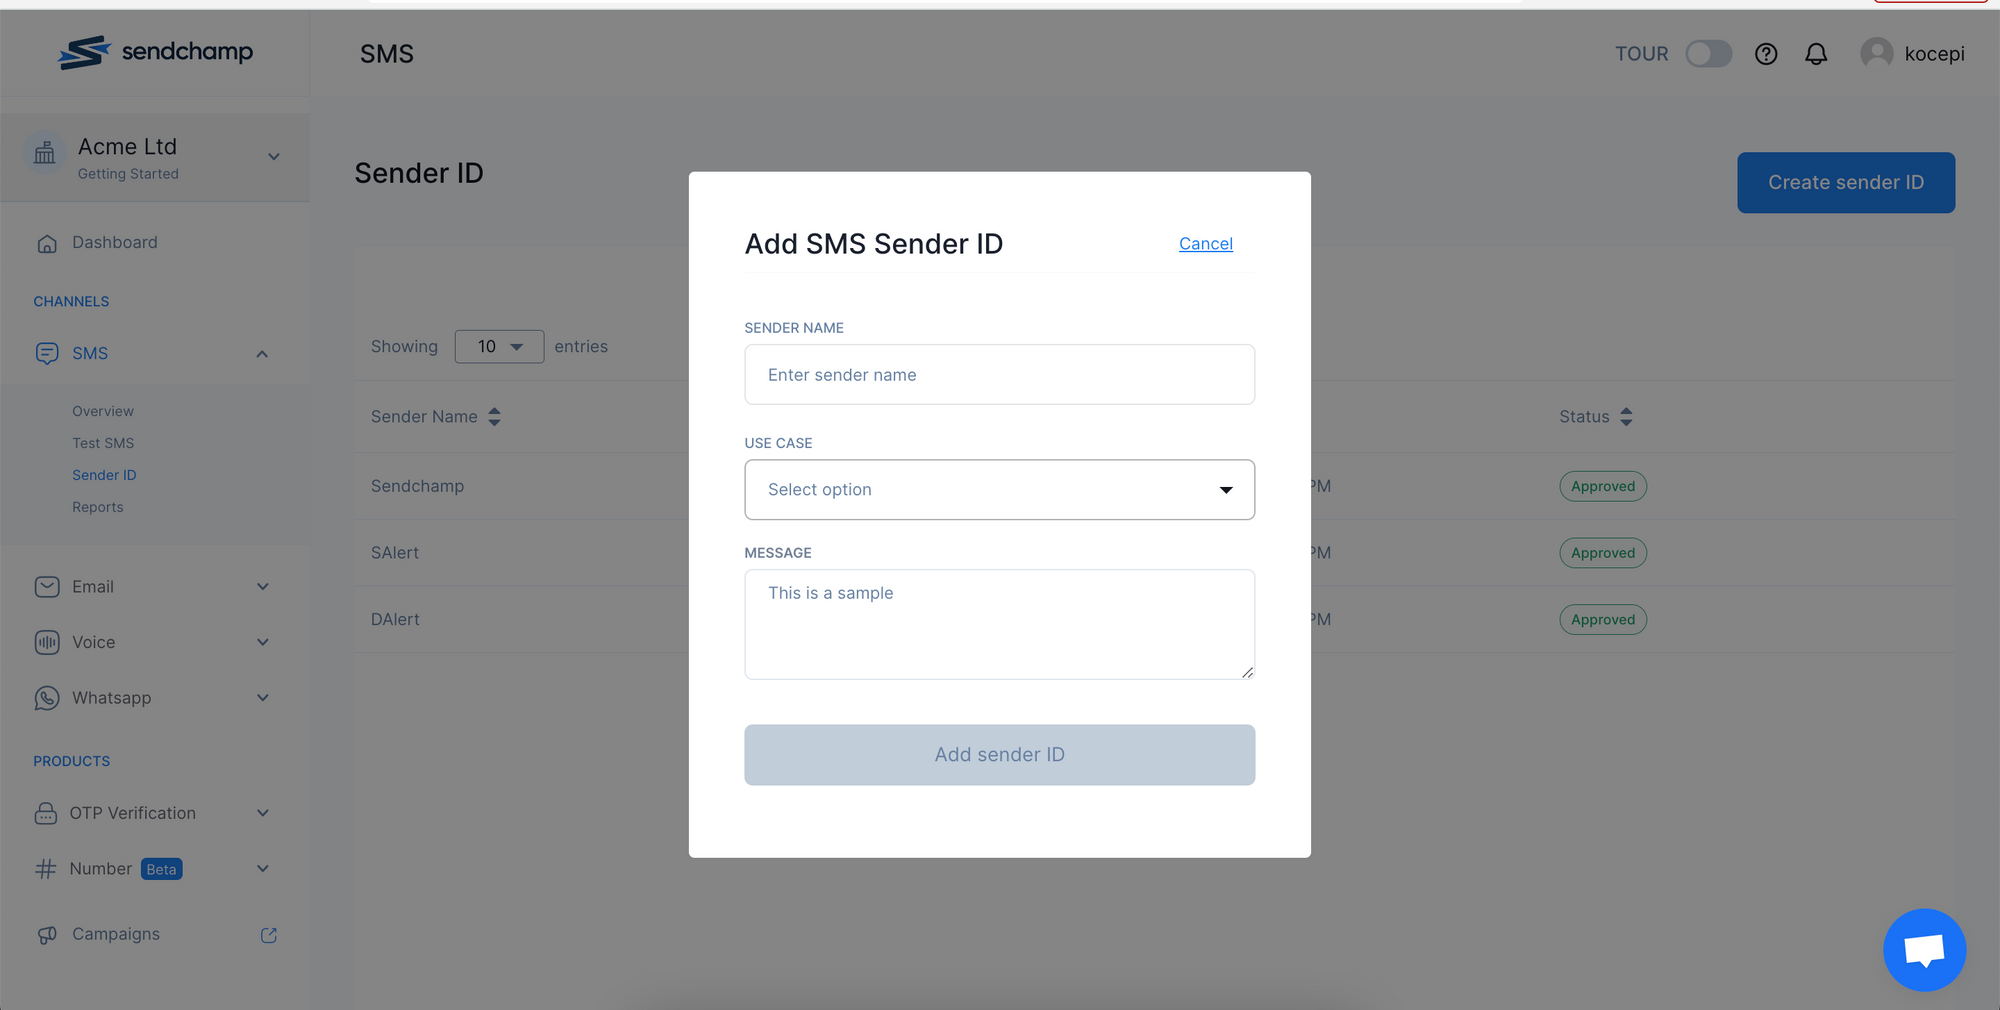 sendchamp
SMS
TOUR
kocepi
Acme Ltd
Getting Started
Dashboard
CHANNELS
SMS
Overview
Test SMS
Sender ID
Reports
Email
Voice
Whatsapp
PRODUCTS
OTP Verification
Number Beta
Campaigns
Sender ID
Create sender ID
Showing 10 entries
Sender Name Status
Sendchamp PM Approved
SAlert PM Approved
DAlert PM Approved
Add SMS Sender ID
Cancel
SENDER NAME
Enter sender name
USE CASE
Select option
MESSAGE
This is a sample
Add sender ID